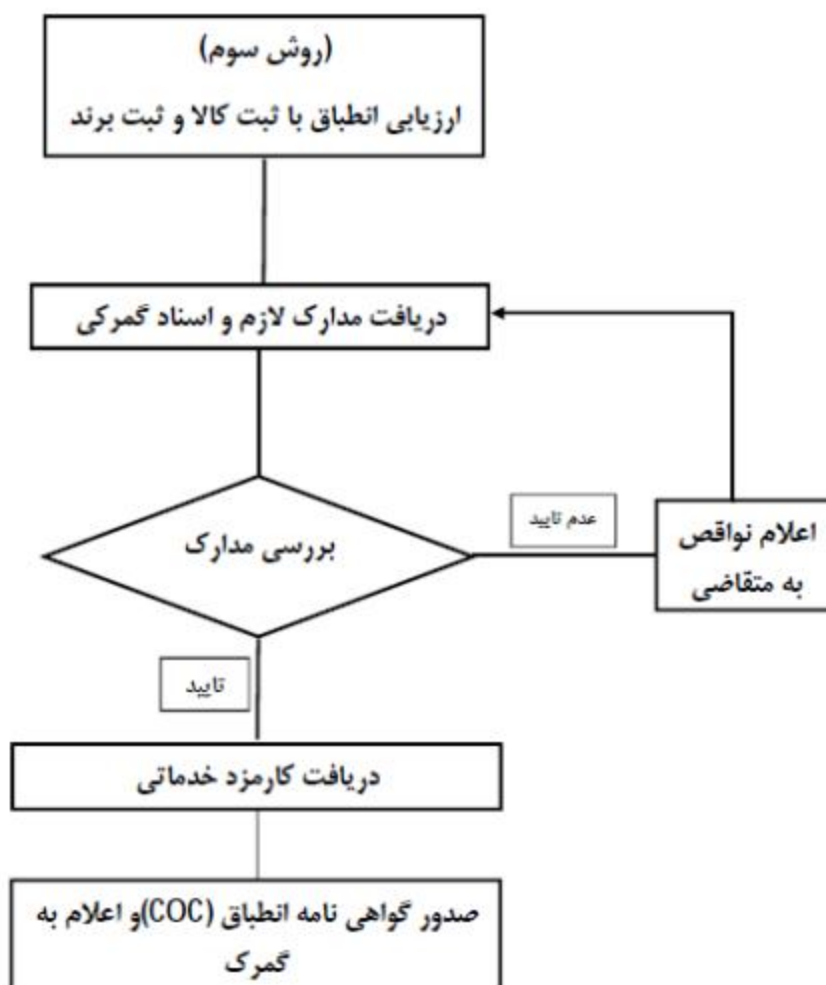 (روش سوم)
ارزیابی انطباق با ثبت کالا و ثبت برند
دریافت مدارک لازم و اسناد گمرکی
بررسی مدارک
عدم تایید
اعلام نواقص
به متقاضی
تایید
دریافت کارمزد خدماتی
صدور گواهی نامه انطباق (COC)و اعلام به
گمرک